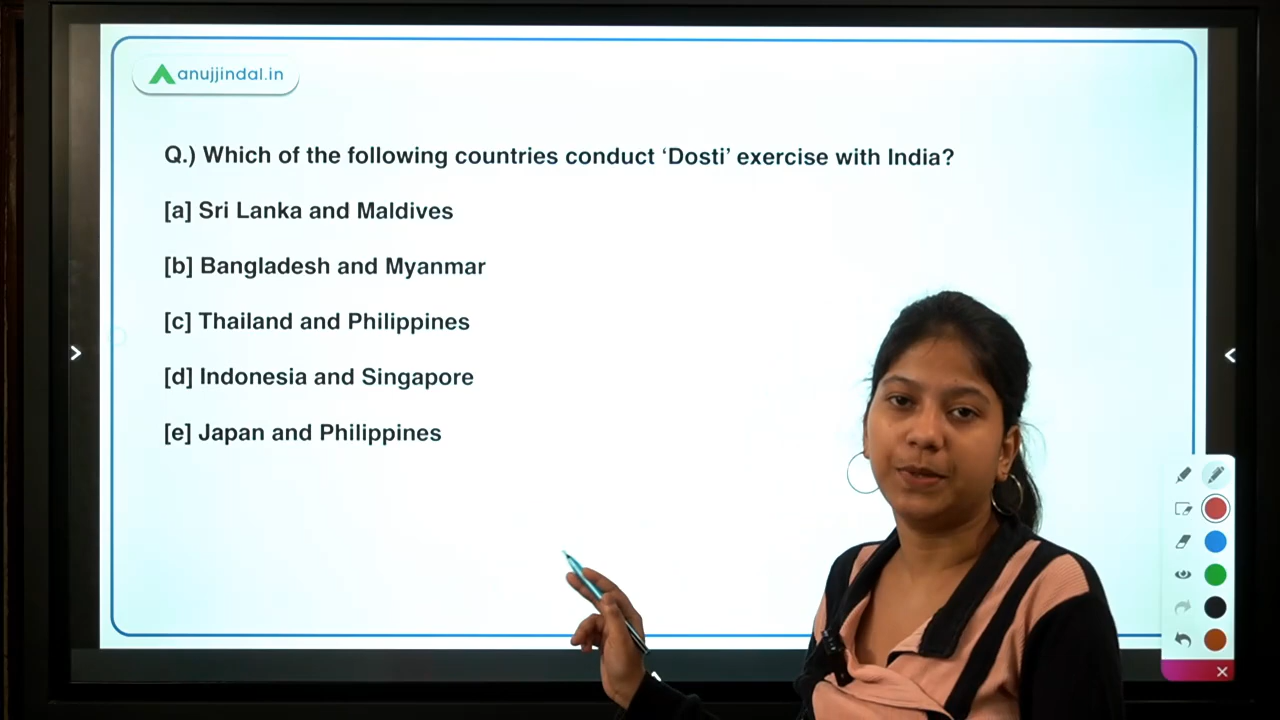 anujjindal.in
Q.) Which of the following countries conduct ‘Dosti’ exercise with India?
[a] Sri Lanka and Maldives
[b] Bangladesh and Myanmar
[c] Thailand and Philippines
[d] Indonesia and Singapore
[e] Japan and Philippines